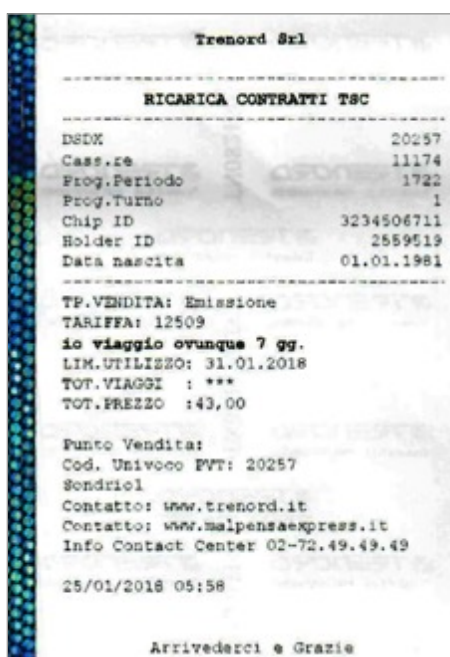 Trenord Srl
RICARICA CONTRATTI TSC
DSDX 20257
Cass.re 11174
Prog.Periodo 1722
Prog.Turno 1
Chip ID 3234506711
Holder ID 2559519
Data nascita 01.01.1981
TP.VENDITA: Emissione
TARIFFA: 12509
io viaggio ovunque 7 gg.
LIM.UTILIZZO: 31.01.2018
TOT.VIAGGI : ***
TOT.PREZZO :43,00
Punto Vendita:
Cod. Univoco PVT: 20257
Sondrio1
Contatto: www.trenord.it
Contatto: www.malpensaexpress.it
Info Contact Center 02-72.49.49.49
25/01/2018 05:58
Arrivederci e Grazie